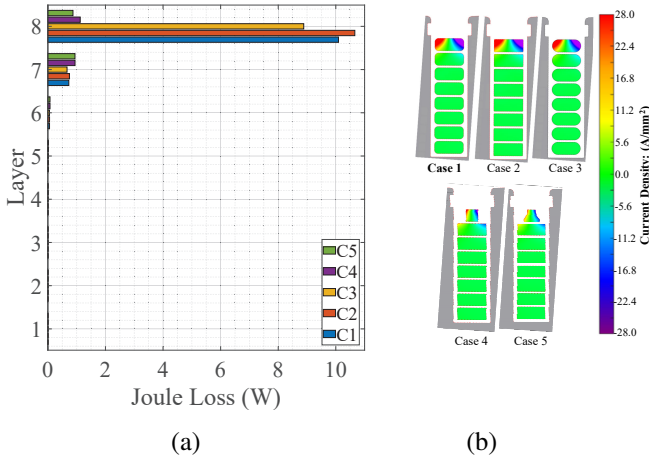 8
7
6
5
4
3
2
1
Layer
C5
C4
C3
C2
C1
0
2
4
6
8
10
Joule Loss (W)
(a)
Case 1
Case 2
Case 3
Case 4
Case 5
28.0
22.4
16.8
11.2
5.6
0.0
-5.6
-11.2
-16.8
-22.4
-28.0
Current Density: (A/mm²)
(b)